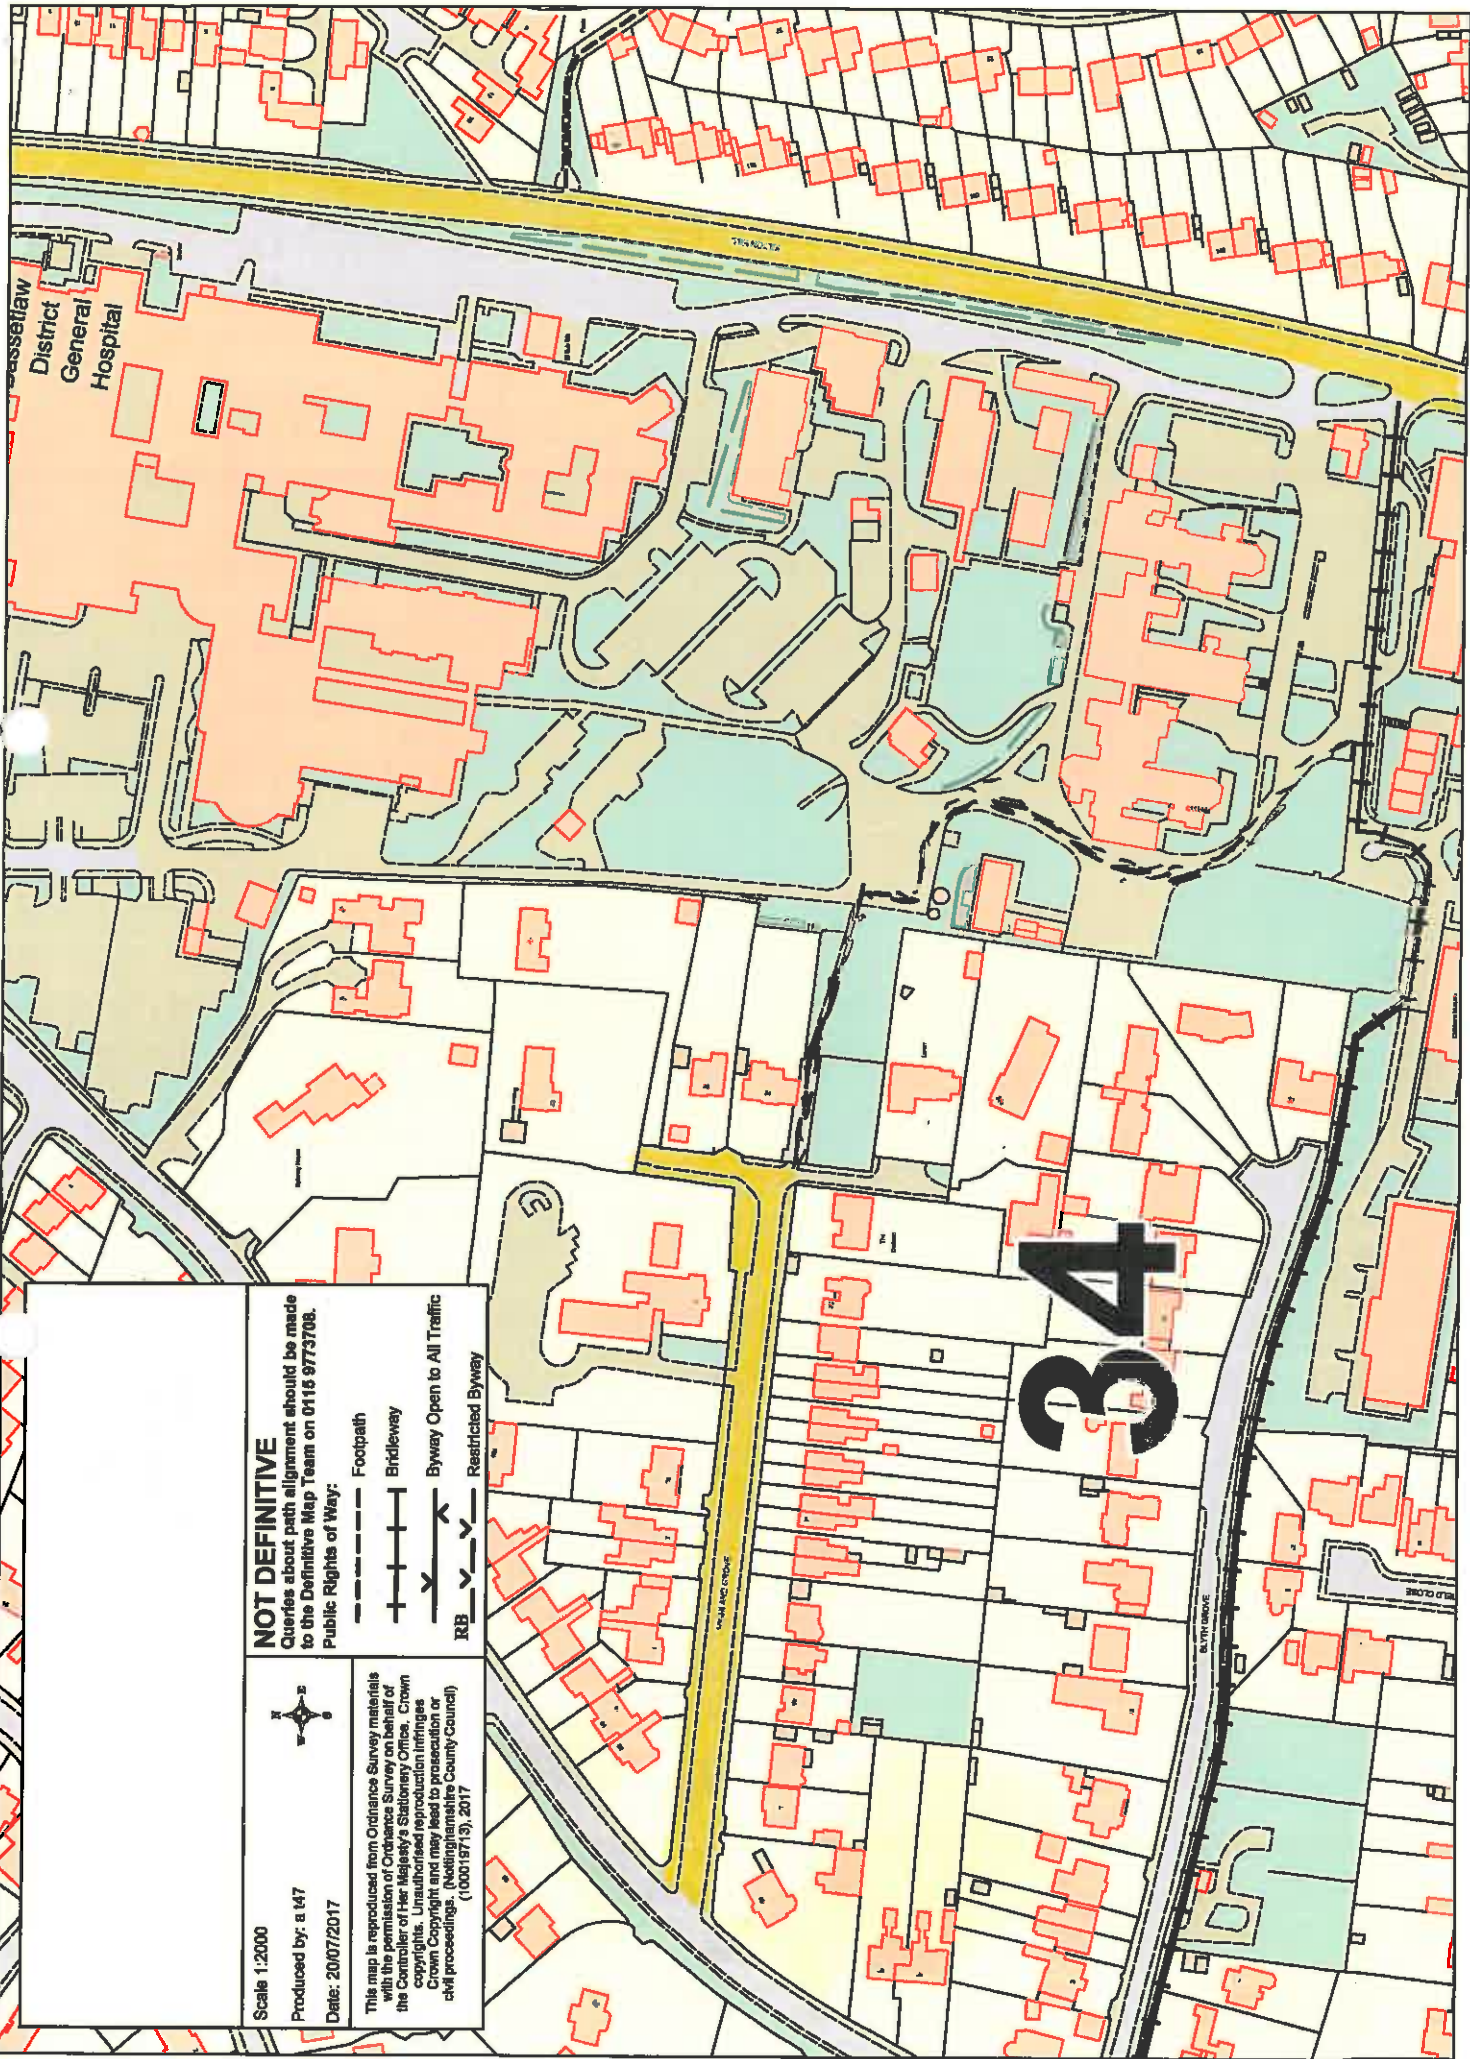 Bassetlaw
District
General
Hospital
34
BLYTH GROVE
NOT DEFINITIVE
Queries about path alignment should be made
to the Definitive Map Team on 0115 9773708.
Public Rights of Way:
Footpath
Bridleway
Byway Open to All Traffic
RB
Restricted Byway
Scale 1:2000
Produced by: a147
Date: 20/07/2017
N
W
E
S
This map is reproduced from Ordnance Survey materials
with the permission of Ordnance Survey on behalf of
the Controller of Her Majesty's Stationery Office. Crown
copyrights. Unauthorised reproduction infringes
Crown Copyright and may lead to prosecution or
civil proceedings. (Nottinghamshire County Council)
(100019713), 2017